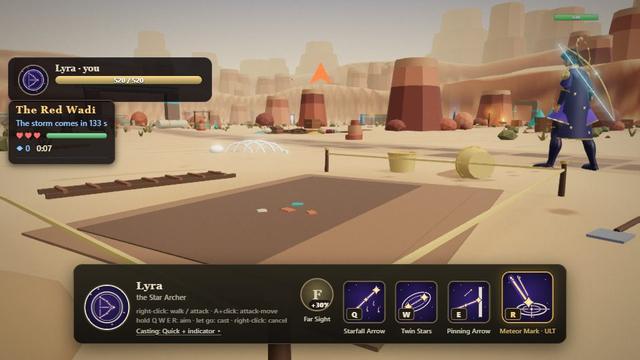 Lyra · you
520 / 520
The Red Wadi
The storm comes in 133 s
0 0:07
Lyra
the Star Archer
right-click: walk / attack · A+click: attack-move
hold Q W E R: aim · let go: cast · right-click: cancel
Casting: Quick + indicator
F
+30%
Far Sight
Q
Starfall Arrow
W
Twin Stars
E
Pinning Arrow
R
Meteor Mark · ULT